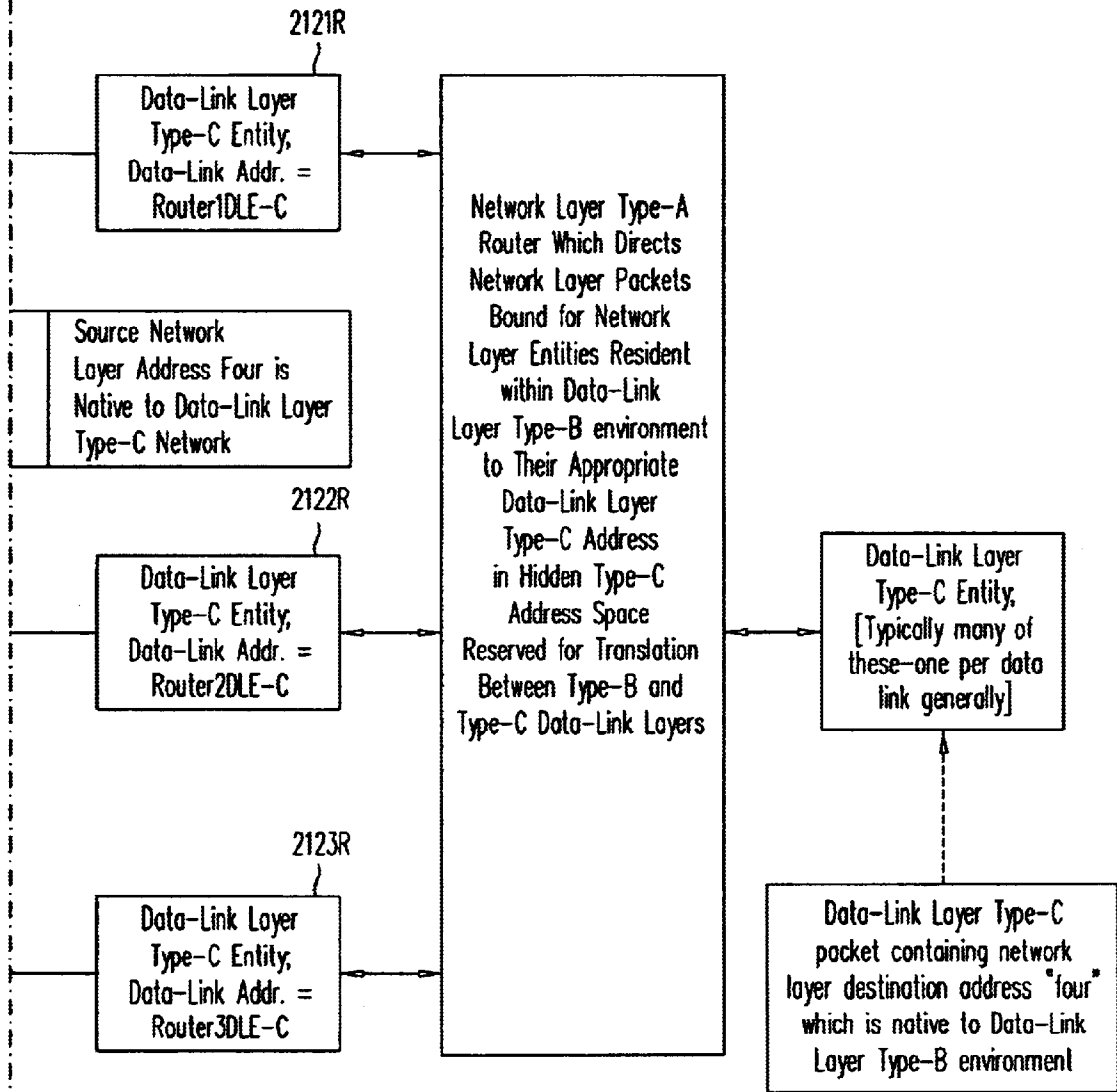 2121R
Data-Link Layer
Type-C Entity,
Data-Link Addr. =
Router1DLE-C
Source Network
Layer Address Four is
Native to Data-Link Layer
Type-C Network
2122R
Data-Link Layer
Type-C Entity,
Data-Link Addr. =
Router2DLE-C
2123R
Data-Link Layer
Type-C Entity,
Data-Link Addr. =
Router3DLE-C
Network Layer Type-A
Router Which Directs
Network Layer Packets
Bound for Network
Layer Entities Resident
within Data-Link
Layer Type-B environment
to Their Appropriate
Data-Link Layer
Type-C Address
in Hidden Type-C
Address Space
Reserved for Translation
Between Type-B and
Type-C Data-Link Layers
Data-Link Layer
Type-C Entity,
[Typically many of
these-one per data
link generally]
Data-Link Layer Type-C
packet containing network
layer destination address "four"
which is native to Data-Link
Layer Type-B environment